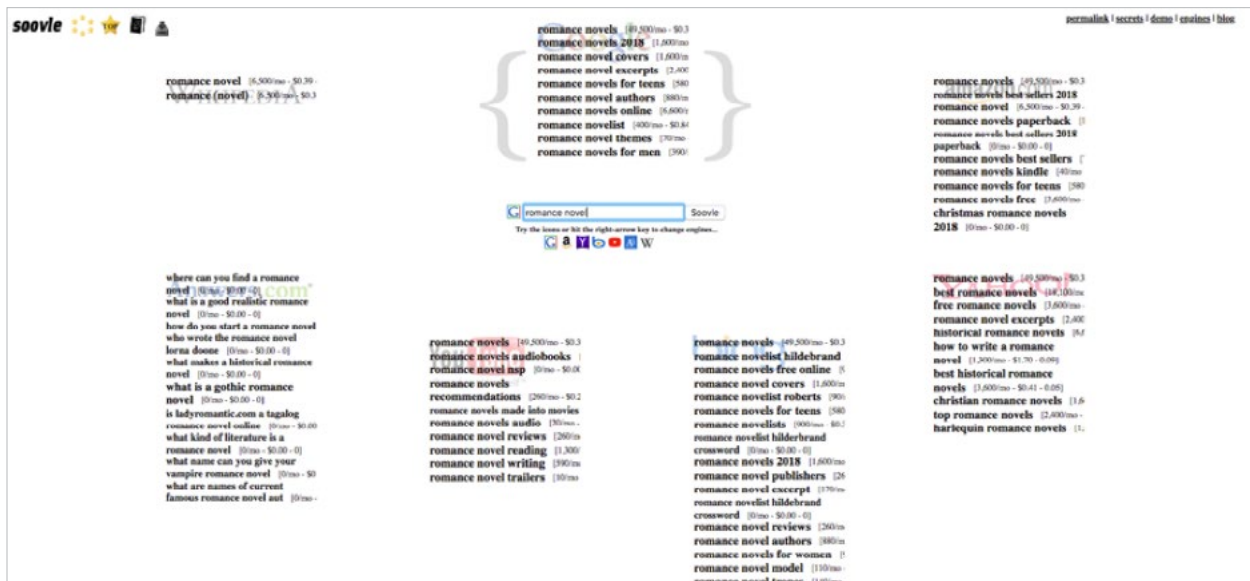 soovle
TOP
permalink | secrets | demo | engines | blog
Google
romance novels [49,500/mo - $0.3
romance novels 2018 [1,600/m
romance novel covers [1,600/m
romance novel excerpts [2,400
romance novels for teens [580
romance novel authors [880/m
romance novels online [6,600/
romance novelist [400/mo - $0.84
romance novel themes [70/mo
romance novels for men [390/
WIKIPEDIA
romance novel [6,500/mo - $0.39 -
romance (novel) [6,500/mo - $0.3
amazon.com
romance novels [49,500/mo - $0.3
romance novels best sellers 2018
romance novel [6,500/mo - $0.39 -
romance novels paperback [
romance novels best sellers 2018
paperback [0/mo - $0.00 - 0]
romance novels best sellers [
romance novels kindle [40/mo
romance novels for teens [580
romance novels free [3,600/mo
christmas romance novels
2018 [0/mo - $0.00 - 0]
romance novel
Soovle
Try the icons or hit the right-arrow key to change engines...
Answers.com
where can you find a romance
novel [0/mo - $0.00 - 0]
what is a good realistic romance
novel [0/mo - $0.00 - 0]
how do you start a romance novel
who wrote the romance novel
lorna doone [0/mo - $0.00 - 0]
what makes a historical romance
novel [0/mo - $0.00 - 0]
what is a gothic romance
novel [0/mo - $0.00 - 0]
is ladyromantic.com a tagalog
romance novel online [0/mo - $0.00
what kind of literature is a
romance novel [0/mo - $0.00 - 0]
what name can you give your
vampire romance novel [0/mo - $0
what are names of current
famous romance novel aut [0/mo -
YouTube
romance novels [49,500/mo - $0.3
romance novels audiobooks
romance novel nsp [0/mo - $0.00
romance novels
recommendations [260/mo - $0.2
romance novels made into movies
romance novels audio [50/mo -
romance novel reviews [260/m
romance novel reading [1,300/
romance novel writing [590/m
romance novel trailers [10/mo
romance novels [49,500/mo - $0.3
romance novelist hildebrand
romance novels free online
romance novel covers [1,600/m
romance novelist roberts [90/
romance novels for teens [580
romance novelists [900/mo - $0.
romance novelist hilderbrand
crossword [0/mo - $0.00 - 0]
romance novels 2018 [1,600/mo
romance novel publishers [26
romance novel excerpt [170/m
romance novelist hildebrand
crossword [0/mo - $0.00 - 0]
romance novel reviews [260/m
romance novel authors [880/m
romance novels for women
romance novel model [110/mo
YAHOO!
romance novels [49,500/mo - $0.3
best romance novels [18,100/m
free romance novels [3,600/mo
romance novel excerpts [2,400
historical romance novels
how to write a romance
novel [1,300/mo - $1.70 - 0.09]
best historical romance
novels [3,600/mo - $0.41 - 0.05]
christian romance novels [1,6
top romance novels [2,400/mo -
harlequin romance novels [1,